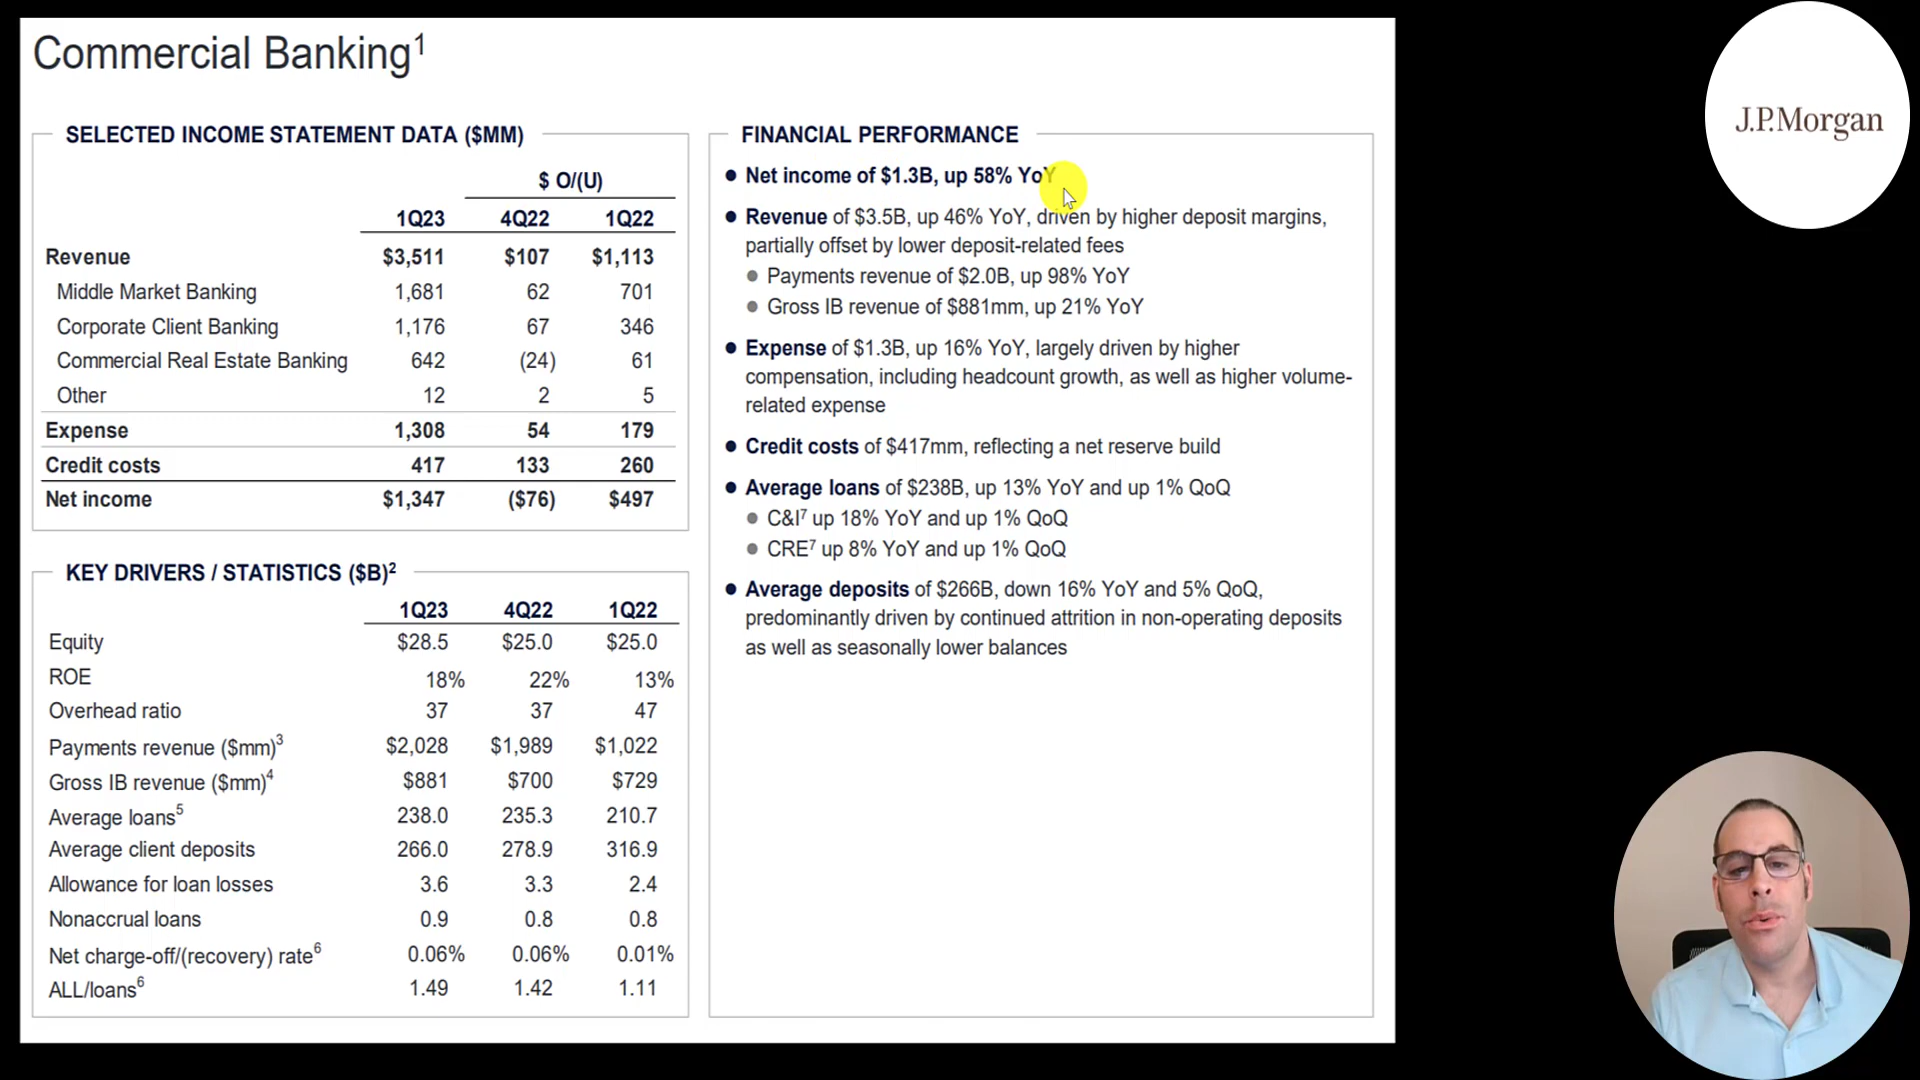 Commercial Banking1
J.P.Morgan
SELECTED INCOME STATEMENT DATA ($MM)
$ O/(U)
1Q23 4Q22 1Q22
Revenue $3,511 $107 $1,113
Middle Market Banking 1,681 62 701
Corporate Client Banking 1,176 67 346
Commercial Real Estate Banking 642 (24) 61
Other 12 2 5
Expense 1,308 54 179
Credit costs 417 133 260
Net income $1,347 ($76) $497
KEY DRIVERS / STATISTICS ($B)2
1Q23 4Q22 1Q22
Equity $28.5 $25.0 $25.0
ROE 18% 22% 13%
Overhead ratio 37 37 47
Payments revenue ($mm)3 $2,028 $1,989 $1,022
Gross IB revenue ($mm)4 $881 $700 $729
Average loans5 238.0 235.3 210.7
Average client deposits 266.0 278.9 316.9
Allowance for loan losses 3.6 3.3 2.4
Nonaccrual loans 0.9 0.8 0.8
Net charge-off/(recovery) rate6 0.06% 0.06% 0.01%
ALL/loans6 1.49 1.42 1.11
FINANCIAL PERFORMANCE
● Net income of $1.3B, up 58% YoY
● Revenue of $3.5B, up 46% YoY, driven by higher deposit margins,
partially offset by lower deposit-related fees
● Payments revenue of $2.0B, up 98% YoY
● Gross IB revenue of $881mm, up 21% YoY
● Expense of $1.3B, up 16% YoY, largely driven by higher
compensation, including headcount growth, as well as higher volume-
related expense
● Credit costs of $417mm, reflecting a net reserve build
● Average loans of $238B, up 13% YoY and up 1% QoQ
● C&I7 up 18% YoY and up 1% QoQ
● CRE7 up 8% YoY and up 1% QoQ
● Average deposits of $266B, down 16% YoY and 5% QoQ,
predominantly driven by continued attrition in non-operating deposits
as well as seasonally lower balances